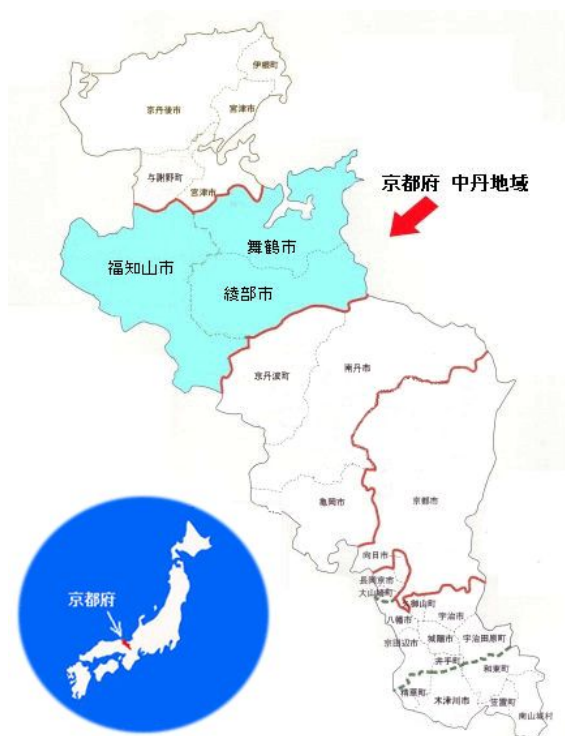 伊根町
京丹後市
宮津市
与謝野町
宮津市
京都府 中丹地域
舞鶴市
福知山市
綾部市
京丹波町
南丹市
亀岡市
京都市
向日市
長岡京市
大山崎町
久御山町
八幡市
宇治市
京田辺市
城陽市
宇治田原町
井手町
和束町
精華町
木津川市
笠置町
南山城村
京都府